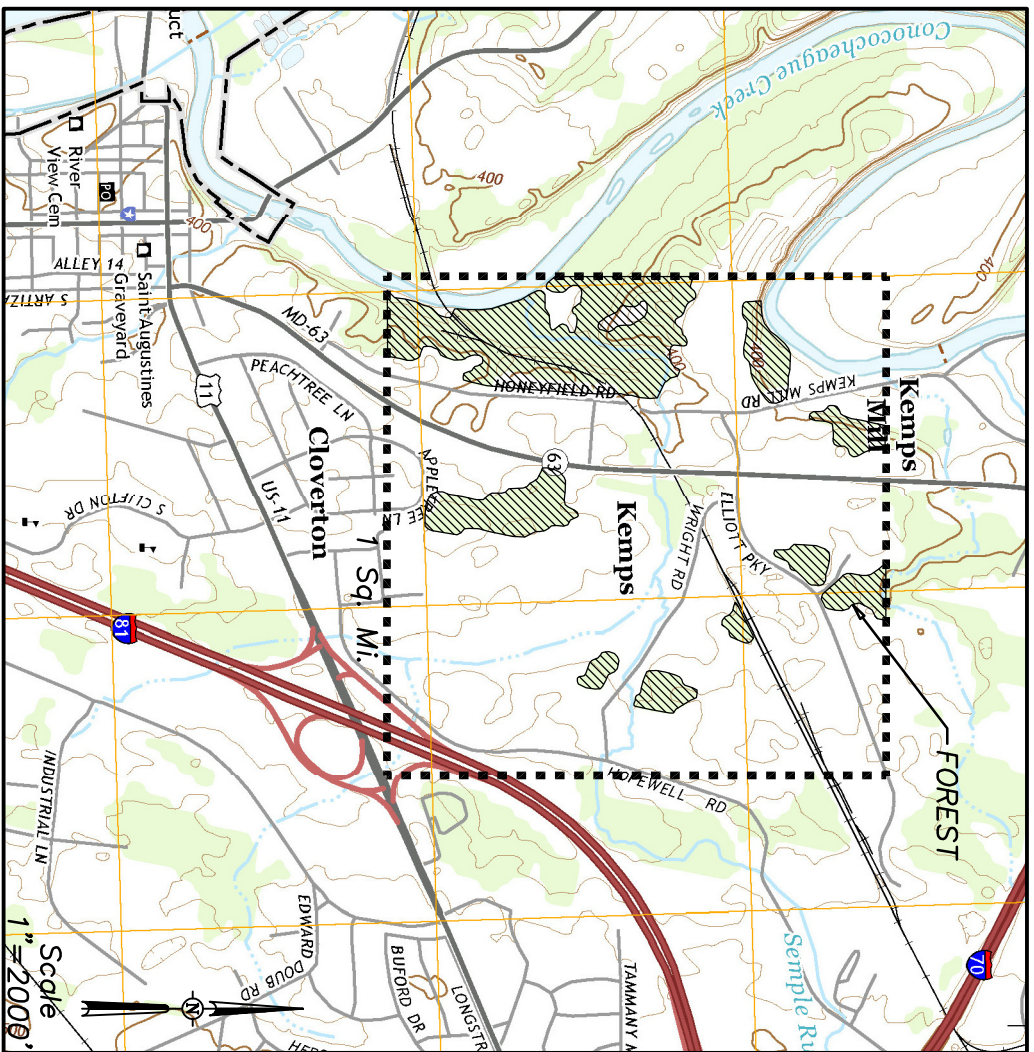 Conococheague
Creek
uct
River
View Cem
PO
ALLEY 14
S ARTIZ
Saint Augustines
Graveyard
400
400
400
400
400
MD-63
PEACHTREE LN
11
US-11
Cloverton
S CLIFTON DR
APPLETREE LN
HONEYFIELD RD
63
KEMPS MILL RD
Kemps
Mill
Kemps
WRIGHT RD
ELLIOTT PKY
1 Sq. Mi.
FOREST
HOPEWELL RD
81
70
INDUSTRIAL LN
EDWARD DOUB RD
BUFORD DR
LONGSTR
TAMMANY
Semple Ru
N
Scale
1"=2000'